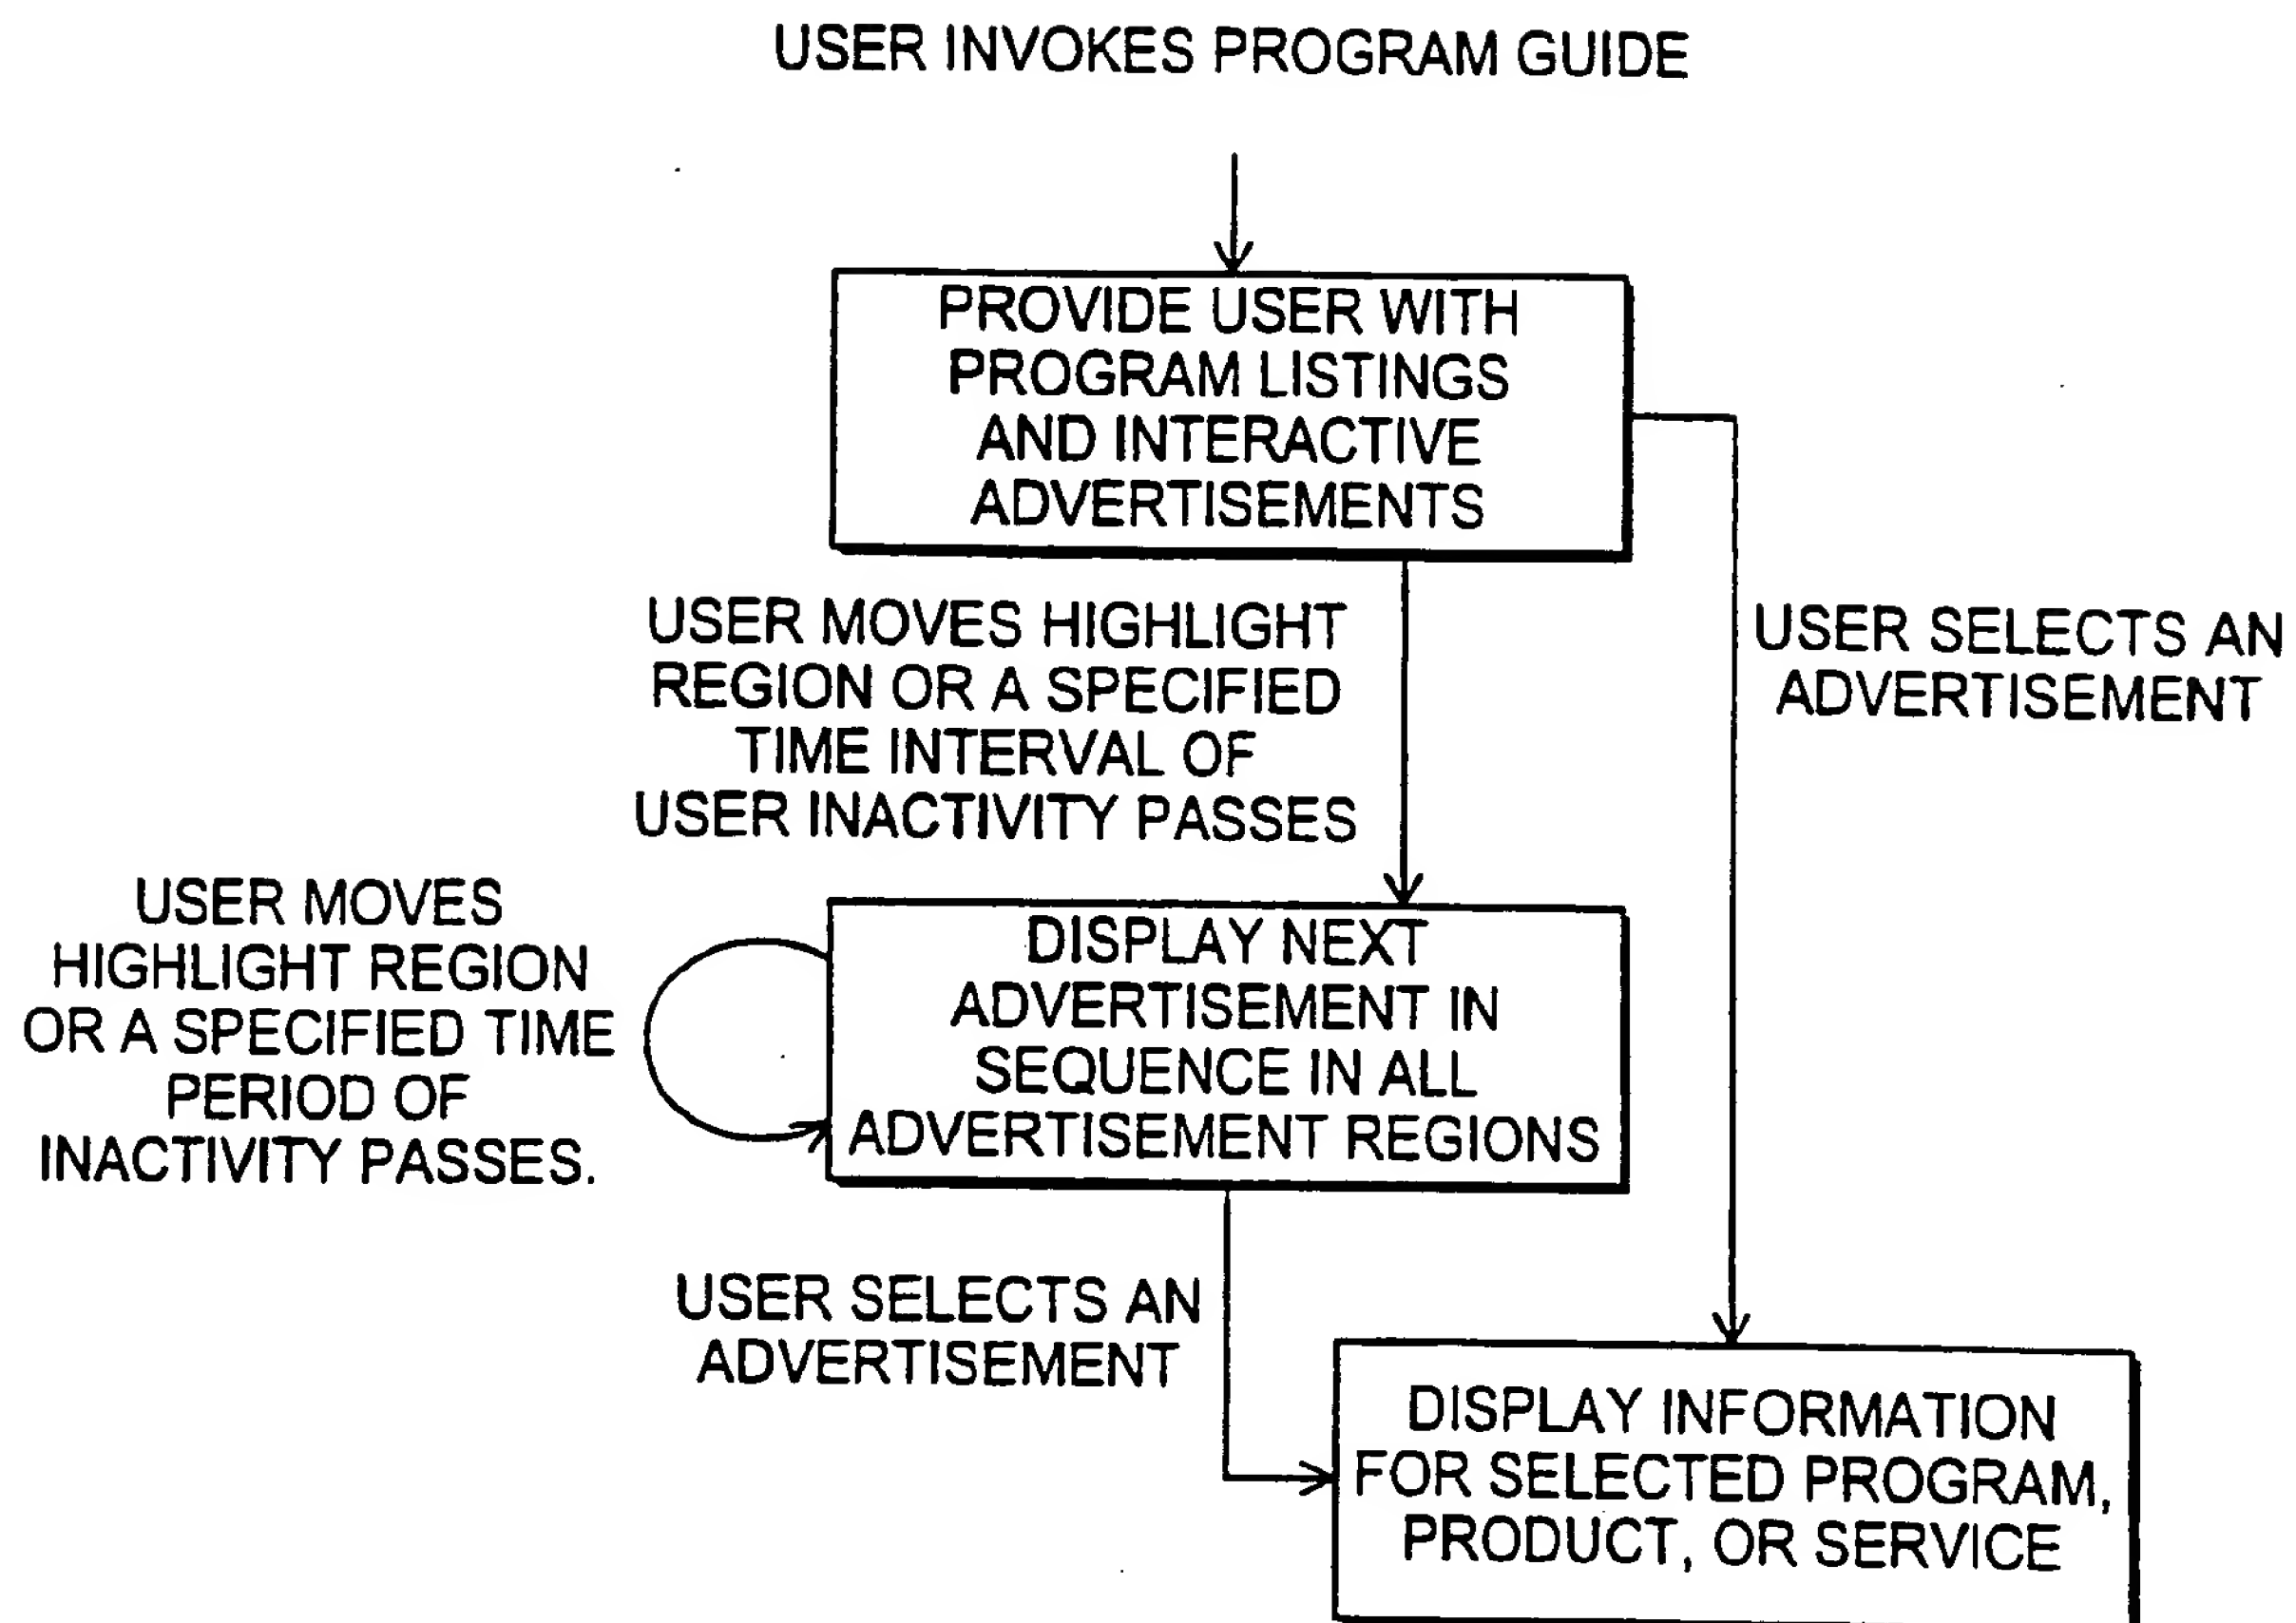 USER INVOKES PROGRAM GUIDE
PROVIDE USER WITH
PROGRAM LISTINGS
AND INTERACTIVE
ADVERTISEMENTS
USER MOVES HIGHLIGHT
REGION OR A SPECIFIED
TIME INTERVAL OF
USER INACTIVITY PASSES
USER SELECTS AN
ADVERTISEMENT
USER MOVES
HIGHLIGHT REGION
OR A SPECIFIED TIME
PERIOD OF
INACTIVITY PASSES.
DISPLAY NEXT
ADVERTISEMENT IN
SEQUENCE IN ALL
ADVERTISEMENT REGIONS
USER SELECTS AN
ADVERTISEMENT
DISPLAY INFORMATION
FOR SELECTED PROGRAM,
PRODUCT, OR SERVICE